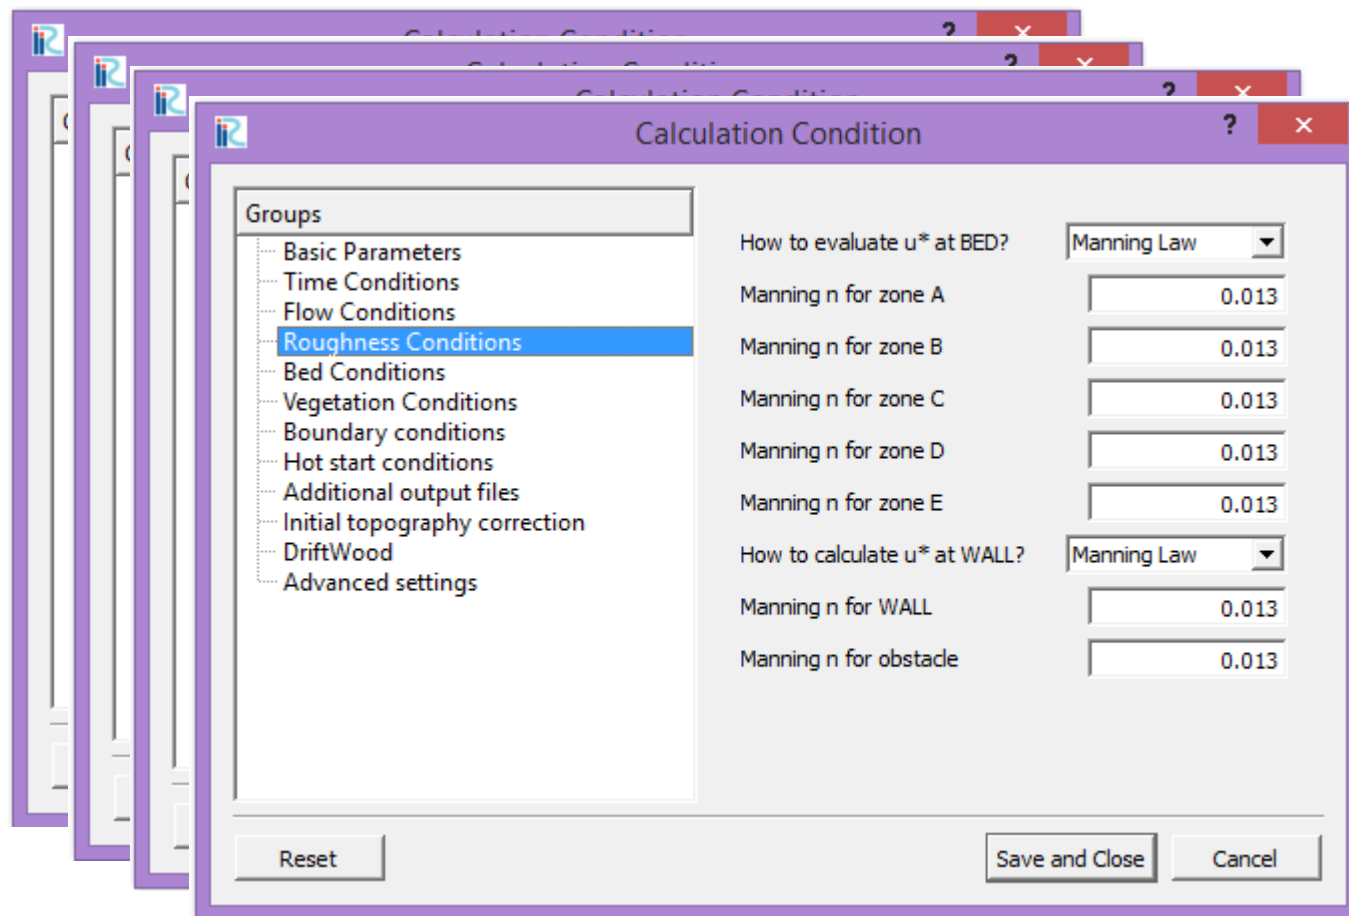 ?
?
?
Calculation Condition
?
Groups
Basic Parameters
Time Conditions
Flow Conditions
Roughness Conditions
Bed Conditions
Vegetation Conditions
Boundary conditions
Hot start conditions
Additional output files
Initial topography correction
DriftWood
Advanced settings
How to evaluate u* at BED? Manning Law
Manning n for zone A 0.013
Manning n for zone B 0.013
Manning n for zone C 0.013
Manning n for zone D 0.013
Manning n for zone E 0.013
How to calculate u* at WALL? Manning Law
Manning n for WALL 0.013
Manning n for obstacle 0.013
Reset
Save and Close
Cancel